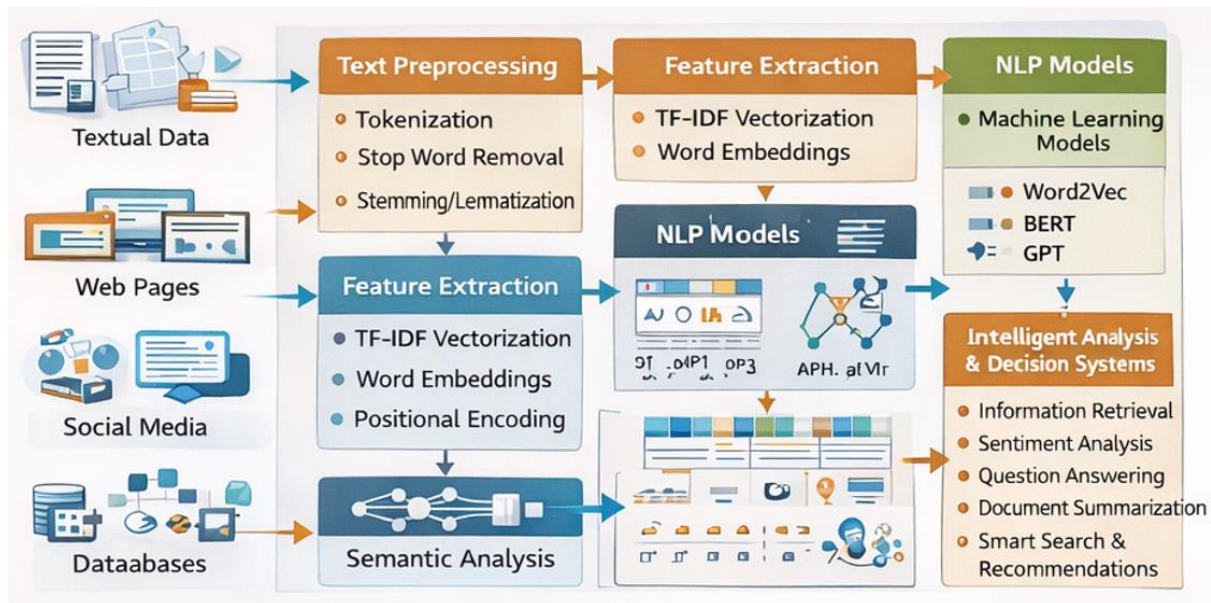 Textual Data
Web Pages
Social Media
Dataabases
Text Preprocessing
Tokenization
Stop Word Removal
Stemming/Lemmatization
Feature Extraction
TF-IDF Vectorization
Word Embeddings
Positional Encoding
Semantic Analysis
Feature Extraction
TF-IDF Vectorization
Word Embeddings
NLP Models
NLP Models
Machine Learning
Models
Word2Vec
BERT
GPT
Intelligent Analysis
& Decision Systems
Information Retrieval
Sentiment Analysis
Question Answering
Document Summarization
Smart Search &
Recommendations